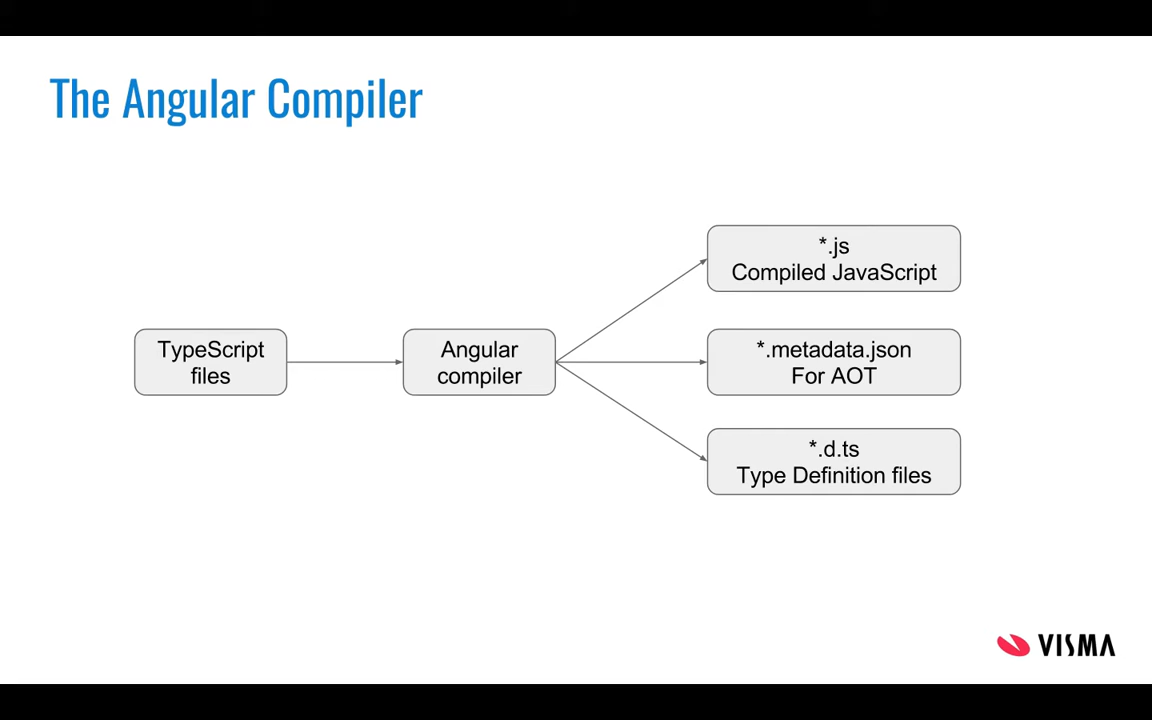 The Angular Compiler
TypeScript
files
Angular
compiler
*.js
Compiled JavaScript
*.metadata.json
For AOT
*.d.ts
Type Definition files
VISMA